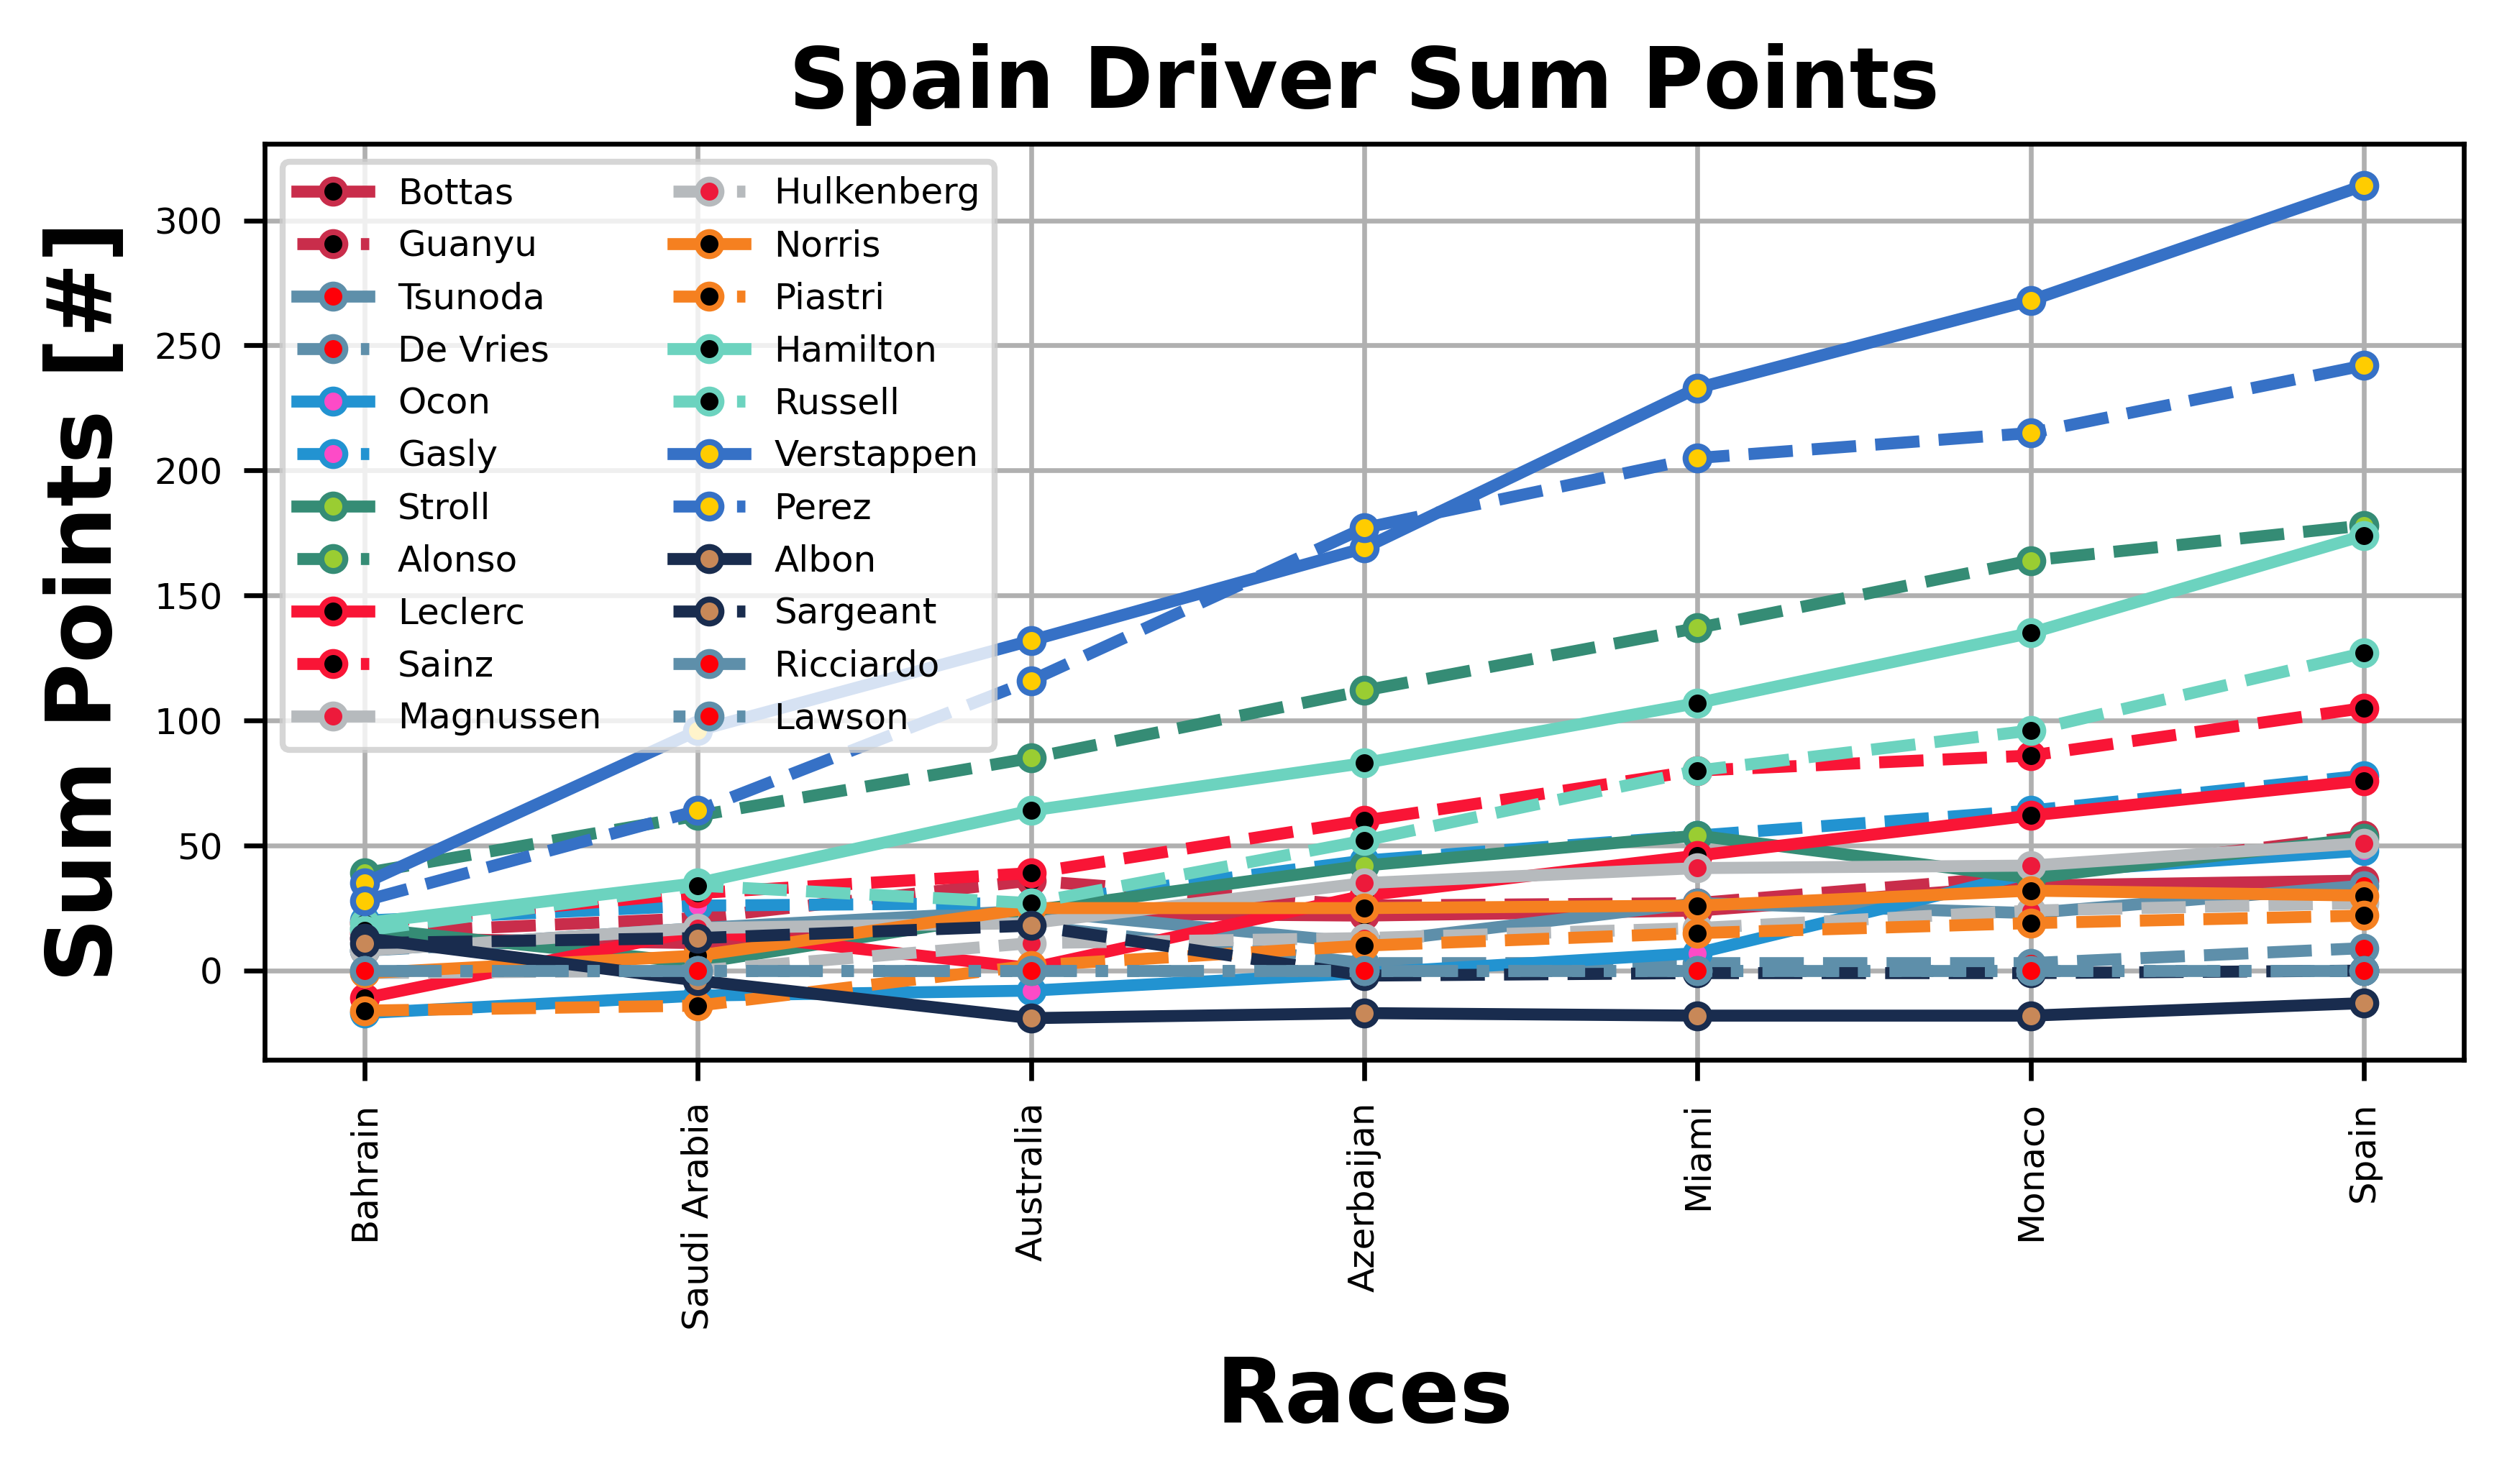 Spain Driver Sum Points
Sum Points [#]
300
250
200
150
100
50
0
Bottas
Guanyu
Tsunoda
De Vries
Ocon
Gasly
Stroll
Alonso
Leclerc
Sainz
Magnussen
Hulkenberg
Norris
Piastri
Hamilton
Russell
Verstappen
Perez
Albon
Sargeant
Ricciardo
Lawson
Bahrain
Saudi Arabia
Australia
Azerbaijan
Miami
Monaco
Spain
Races